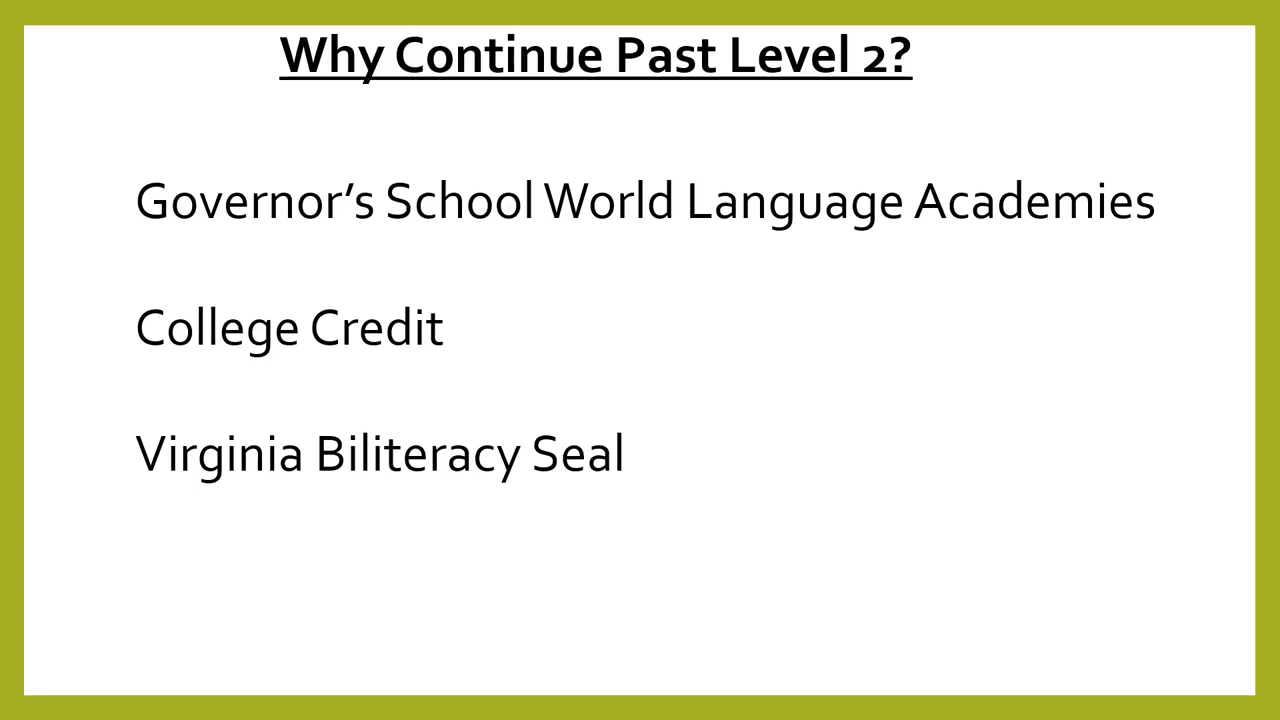 Why Continue Past Level 2?
Governor’s School World Language Academies
College Credit
Virginia Biliteracy Seal